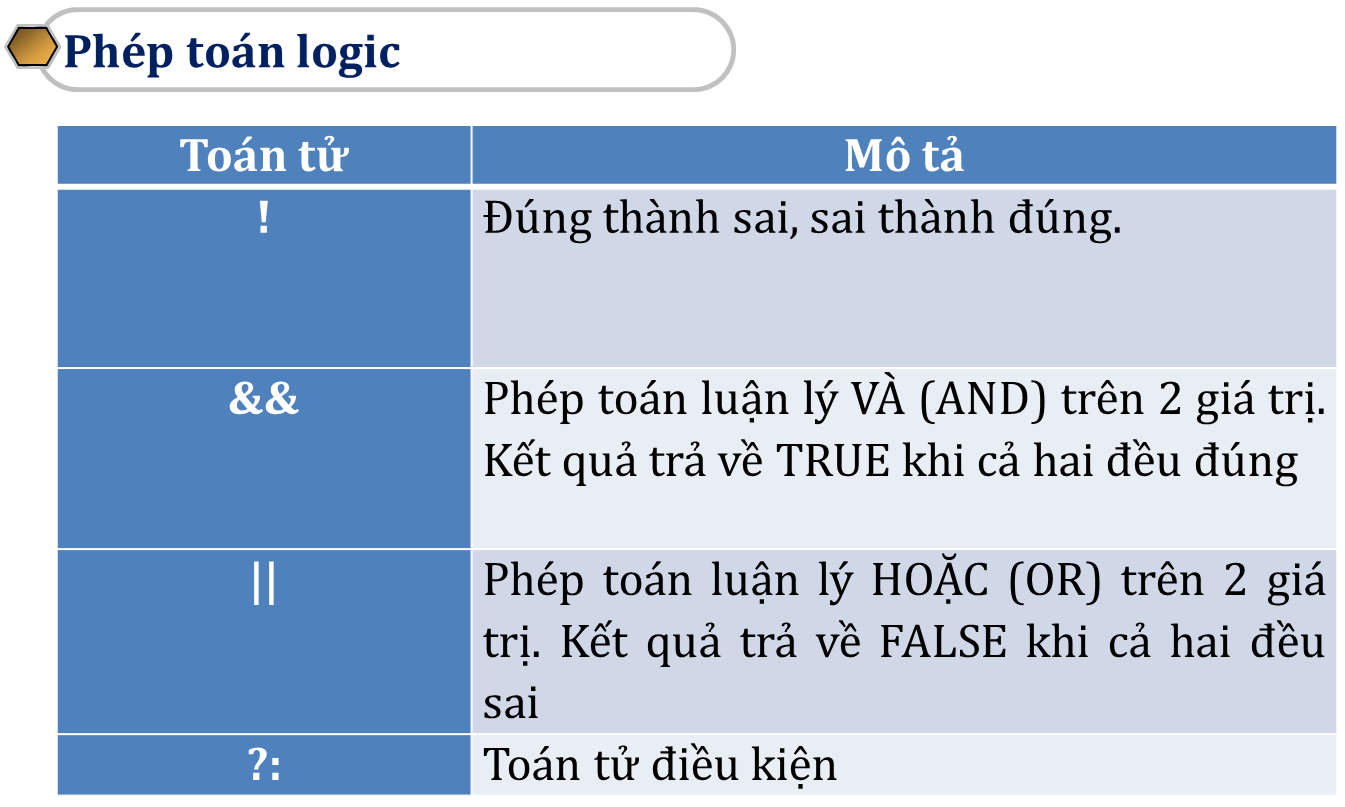 Phép toán logic
Toán tử
Mô tả
!
Đúng thành sai, sai thành đúng.
&&
Phép toán luận lý VÀ (AND) trên 2 giá trị.
Kết quả trả về TRUE khi cả hai đều đúng
||
Phép toán luận lý HOẶC (OR) trên 2 giá
trị. Kết quả trả về FALSE khi cả hai đều
sai
?:
Toán tử điều kiện